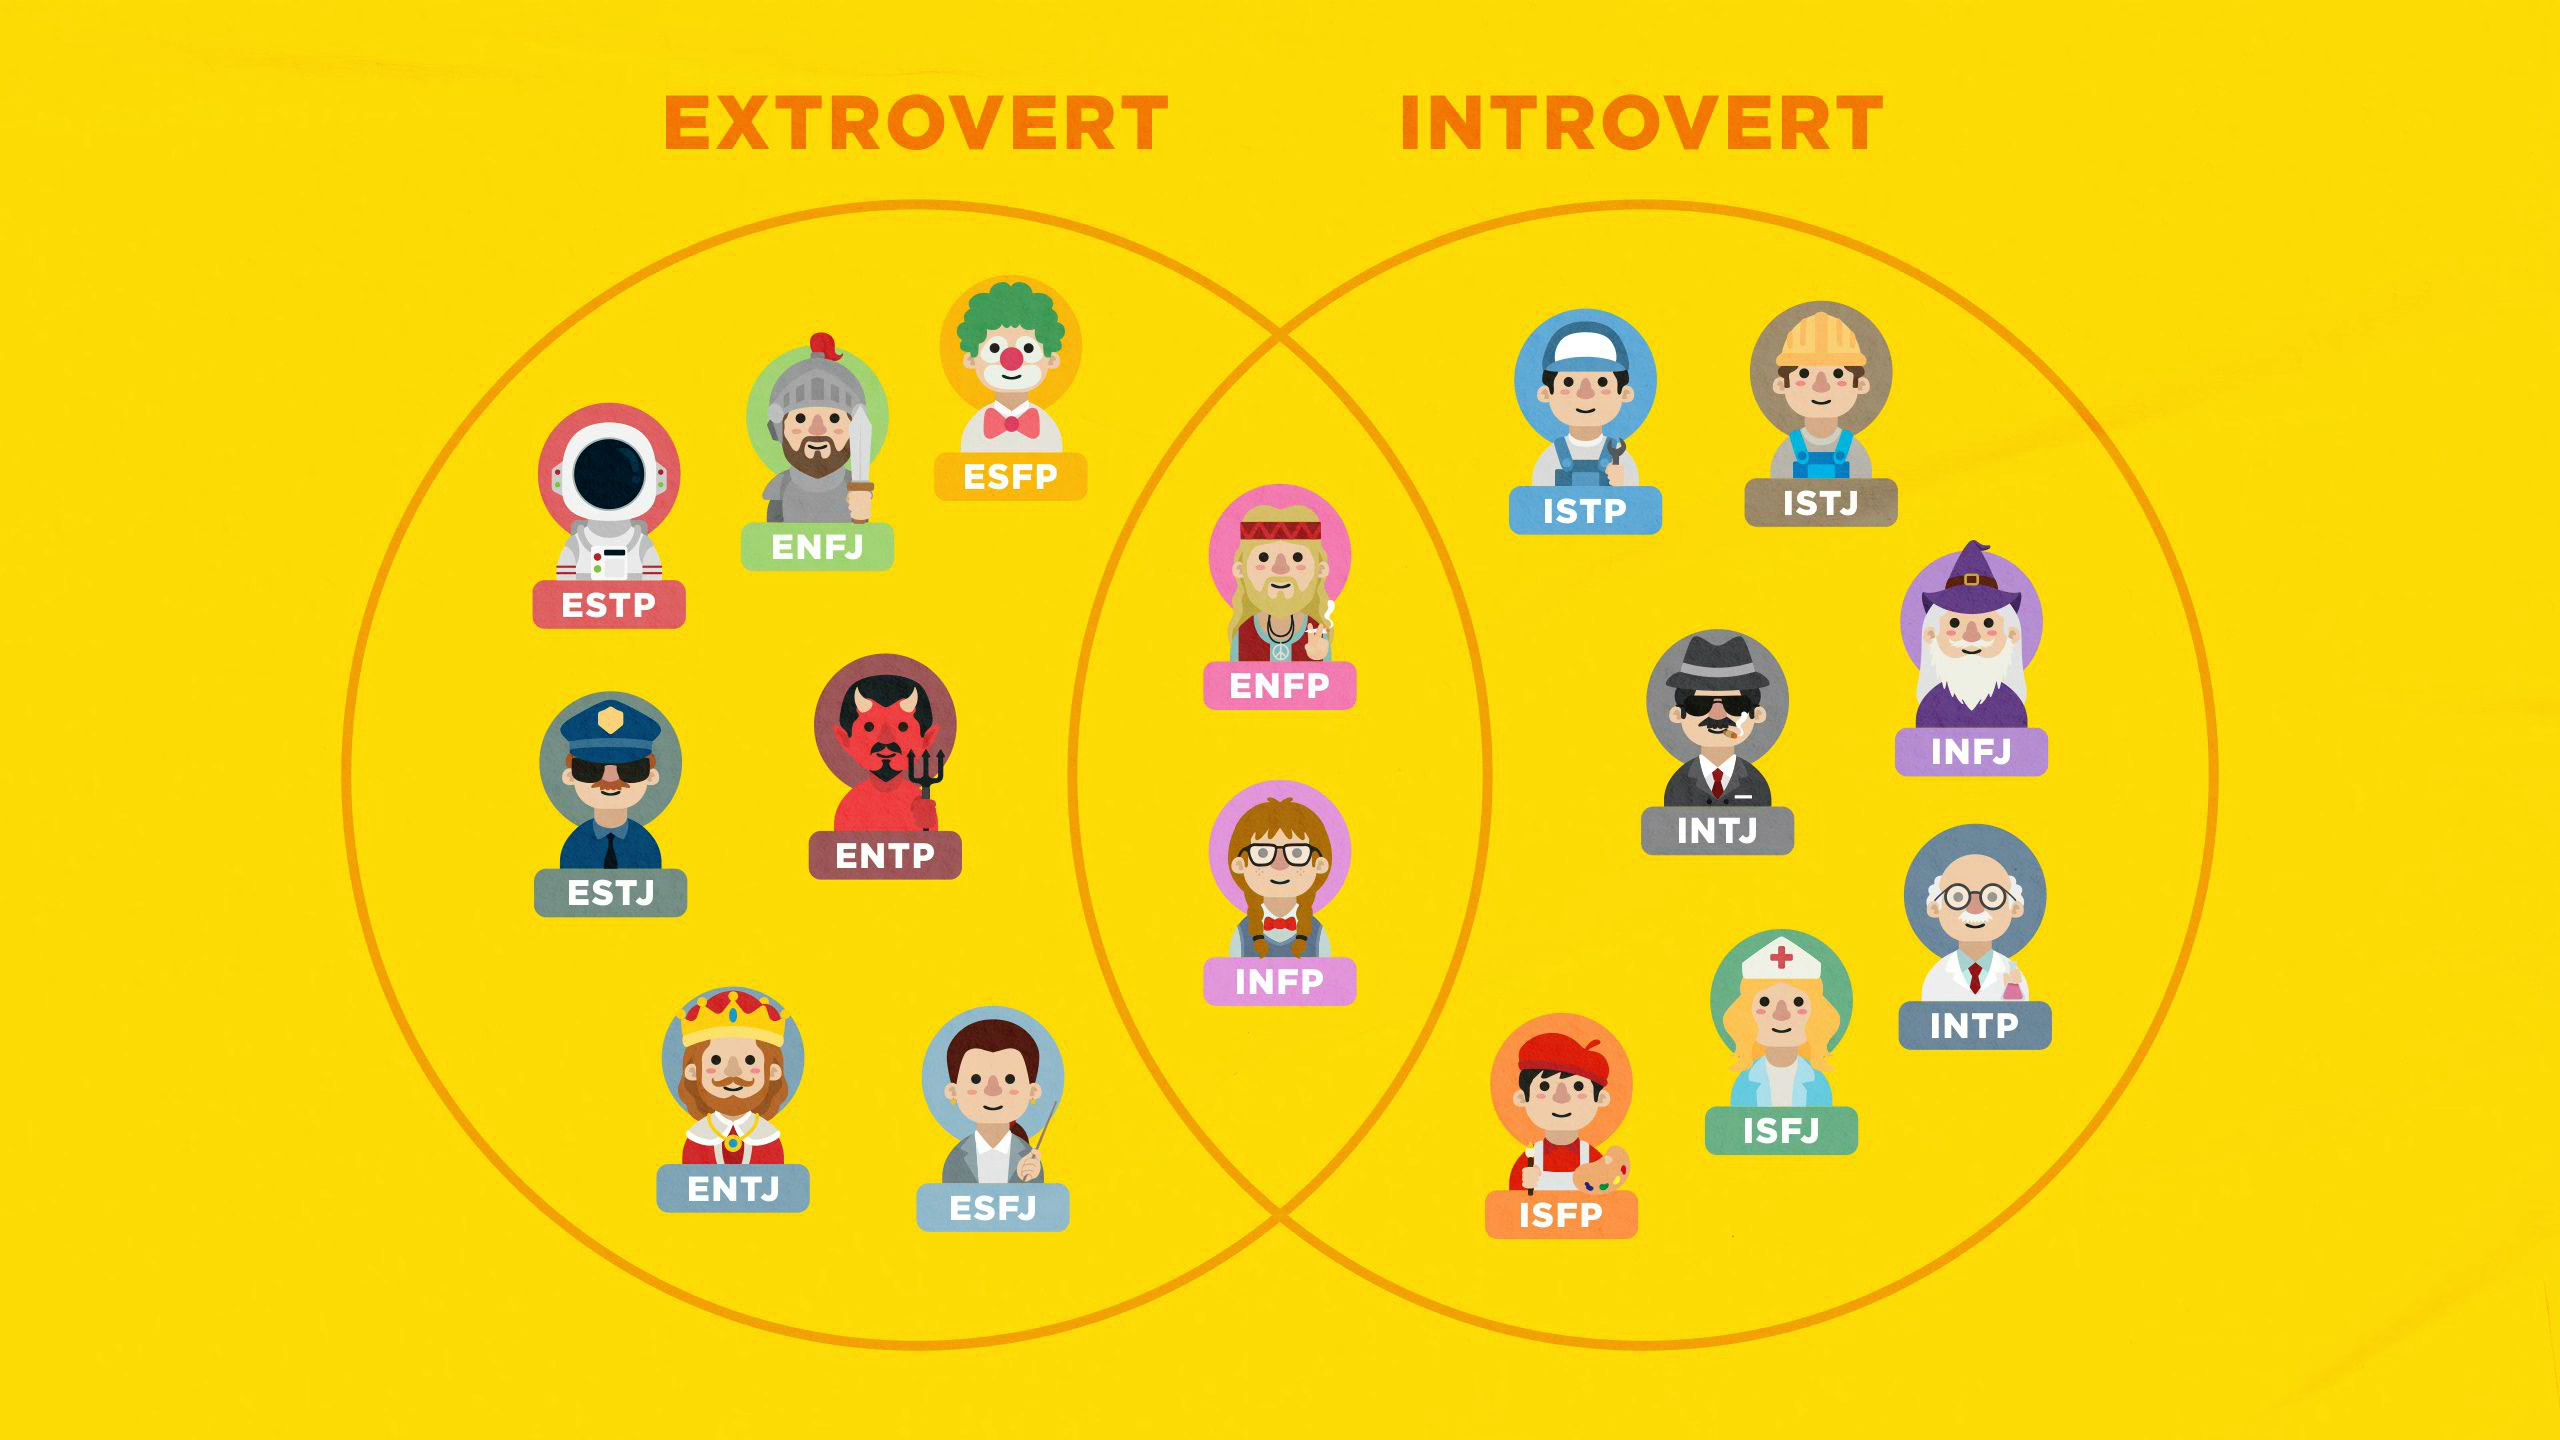 EXTROVERT
INTROVERT
ESFP
ENFJ
ESTP
ENTP
ESTJ
ENTJ
ESFJ
ENFP
INFP
ISTP
ISTJ
INFJ
INTJ
INTP
ISFJ
ISFP